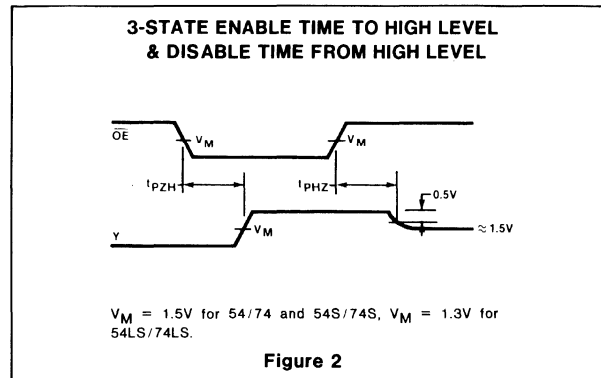 3-STATE ENABLE TIME TO HIGH LEVEL
& DISABLE TIME FROM HIGH LEVEL
OE
VM
VM
tPZH
tPHZ
0.5V
Y
VM
≈ 1.5V
VM = 1.5V for 54/74 and 54S/74S, VM = 1.3V for
54LS/74LS.
Figure 2